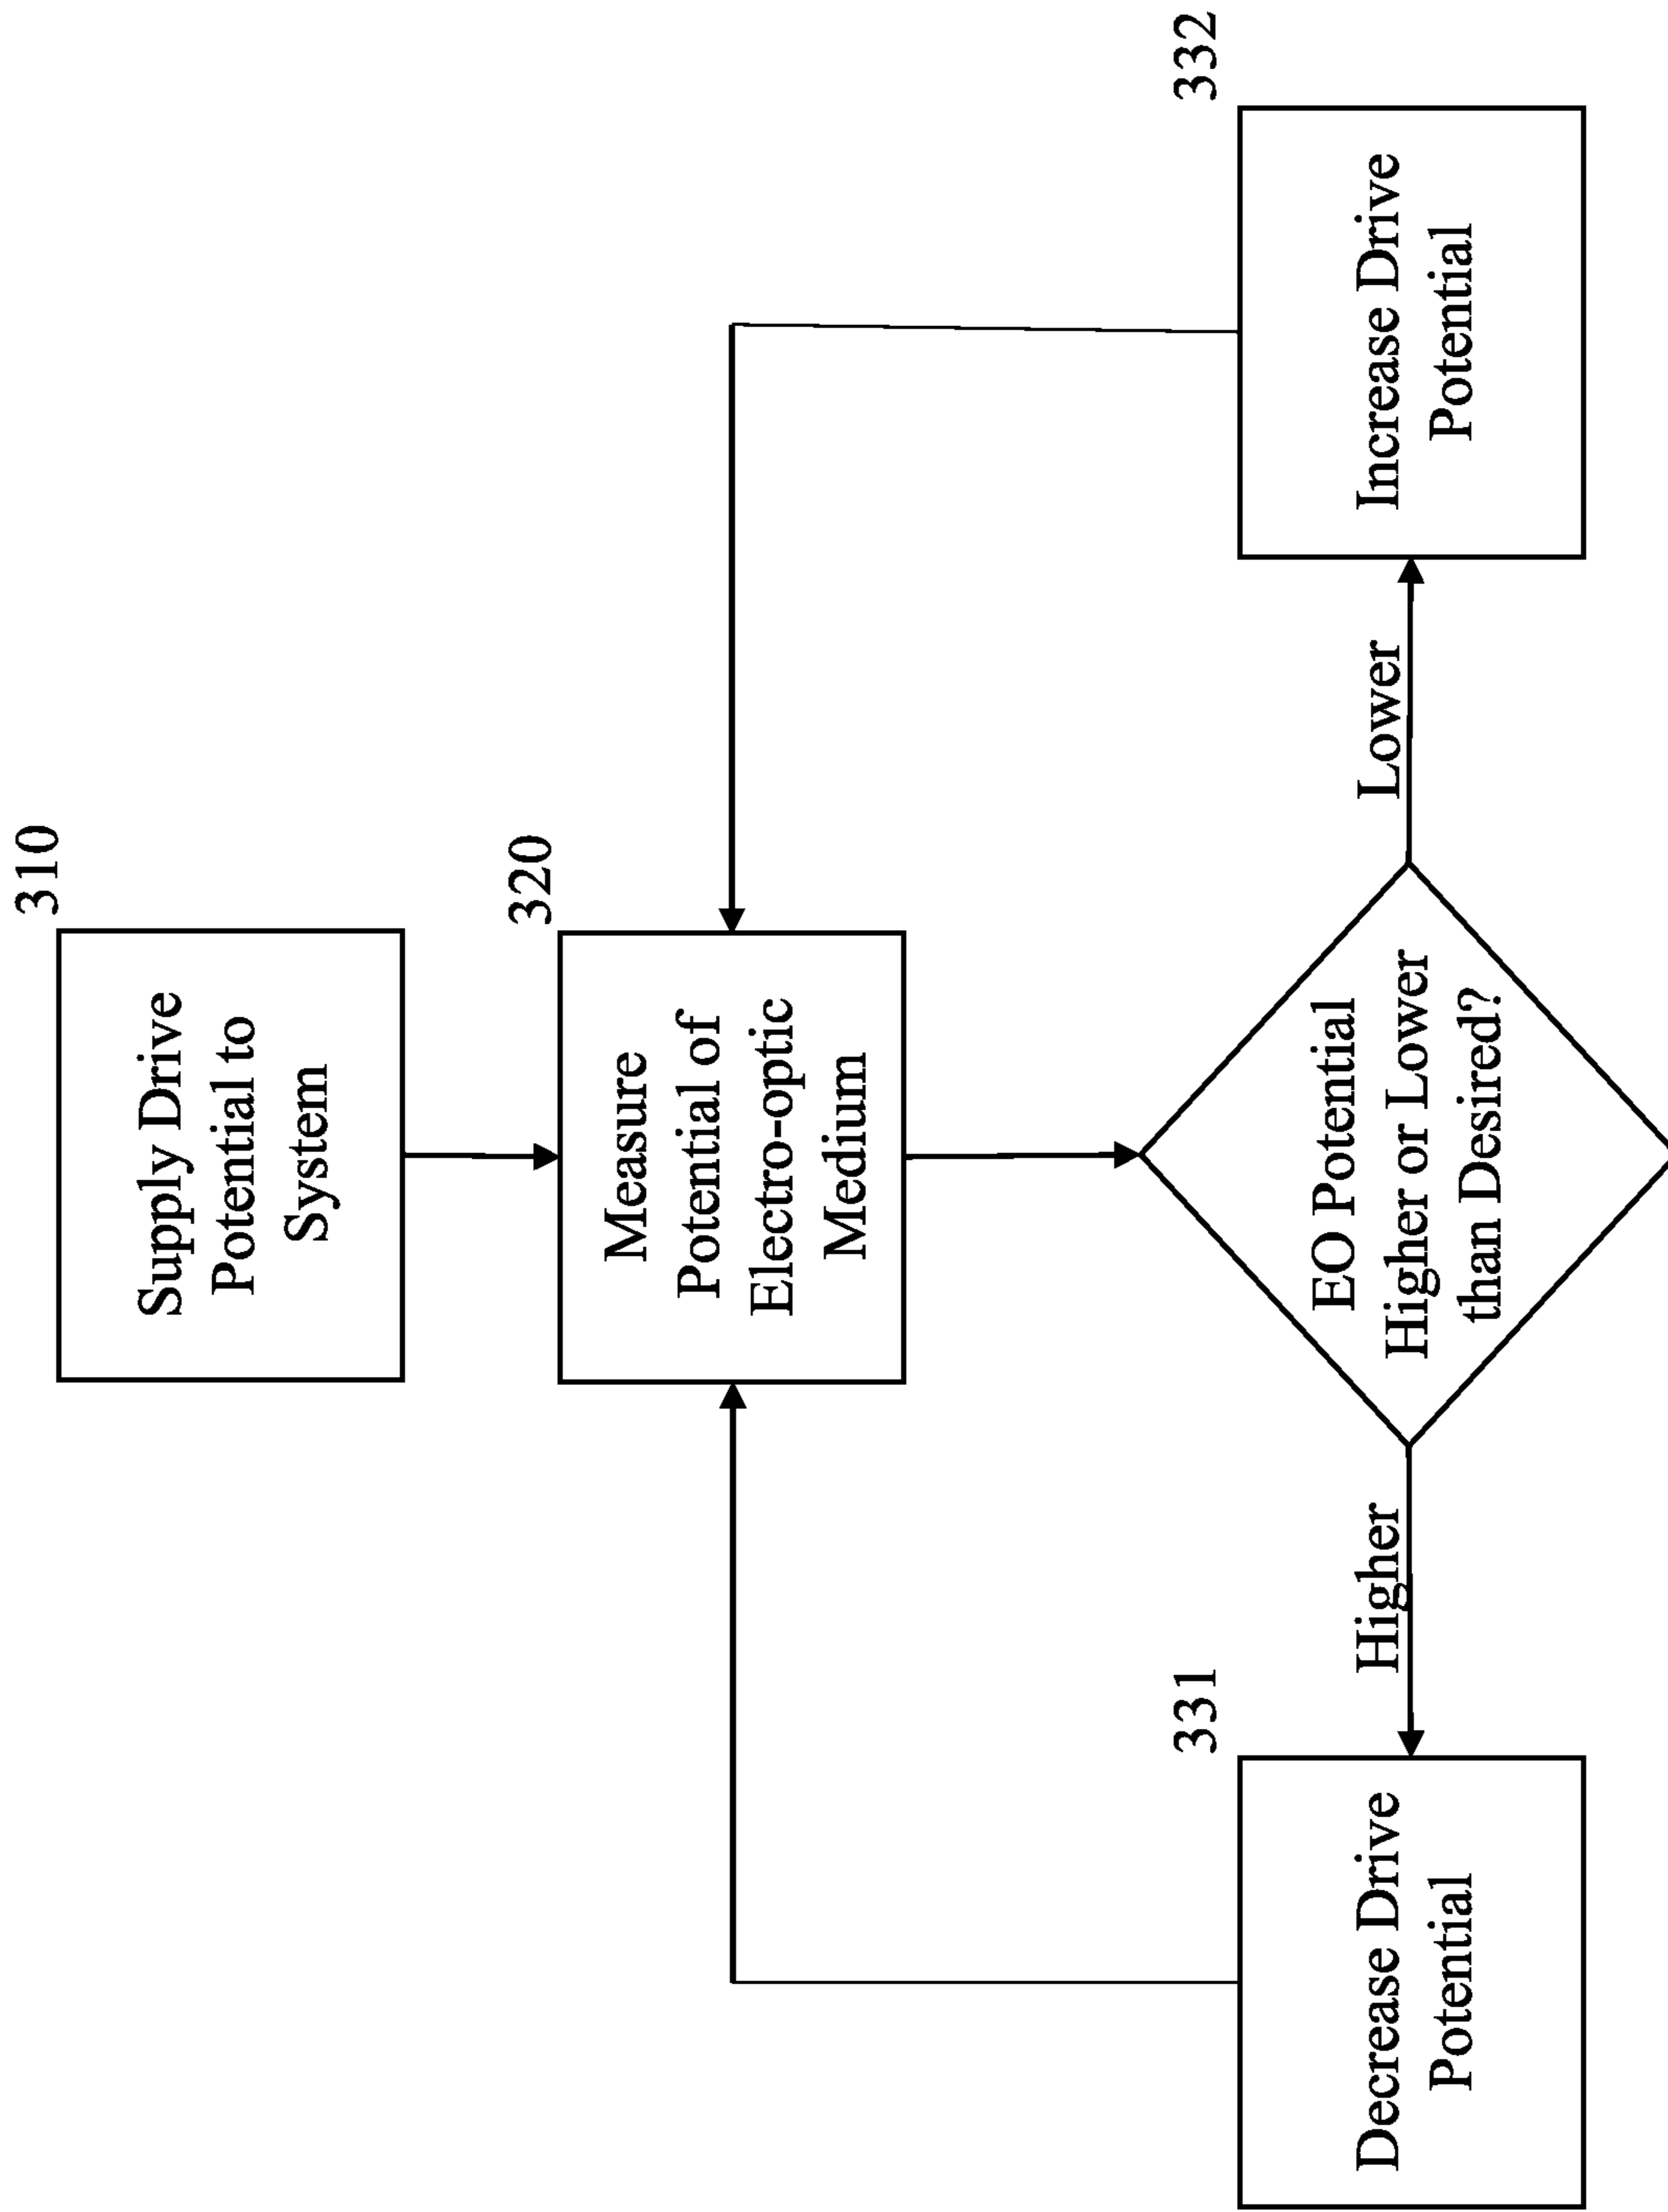 310
Supply Drive
Potential to
System
320
Measure
Potential of
Electro-optic
Medium
EO Potential
Higher or Lower
than Desired?
Higher
Lower
331
Decrease Drive
Potential
332
Increase Drive
Potential